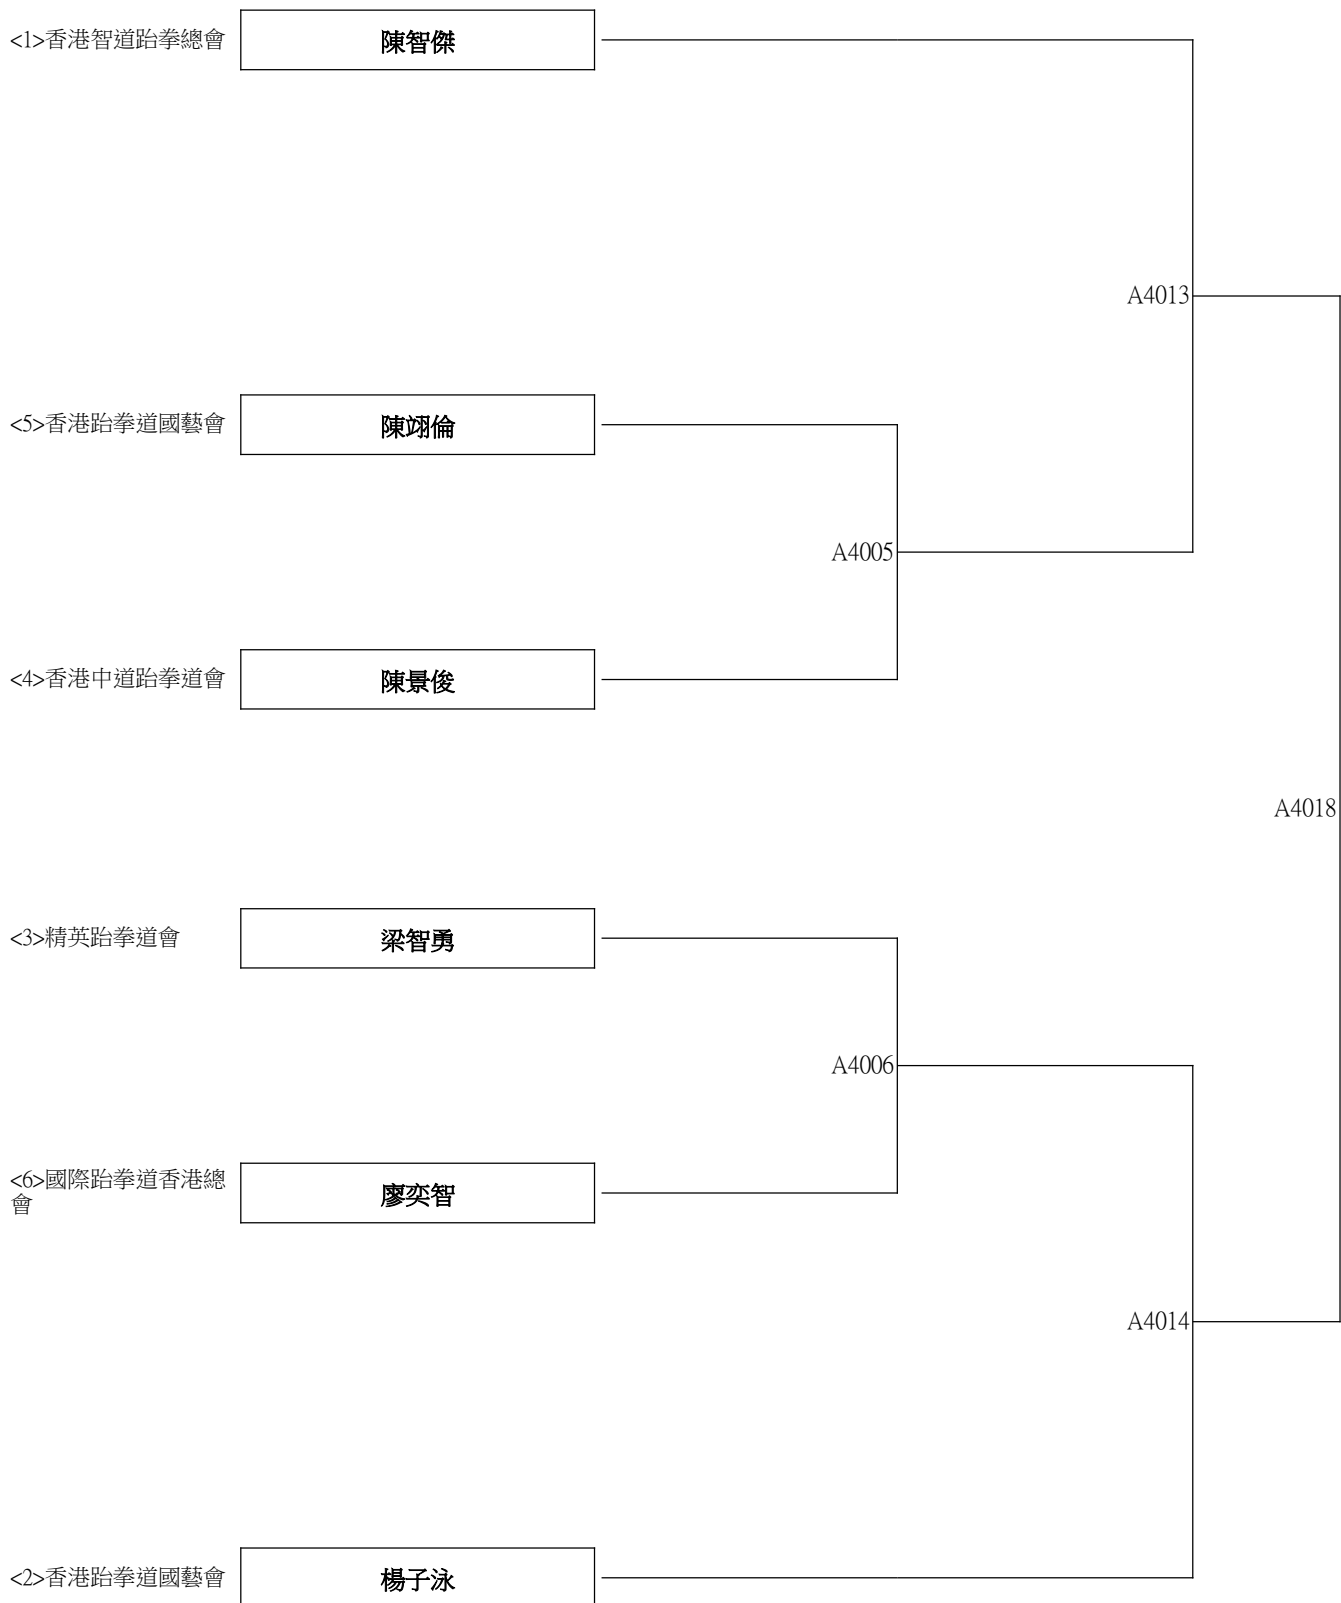 <1>香港智道跆拳總會
陳智傑
A4013
<5>香港跆拳道國藝會
陳翊倫
A4005
<4>香港中道跆拳道會
陳景俊
A4018
<3>精英跆拳道會
梁智勇
A4006
<6>國際跆拳道香港總
會
廖奕智
A4014
<2>香港跆拳道國藝會
楊子泳